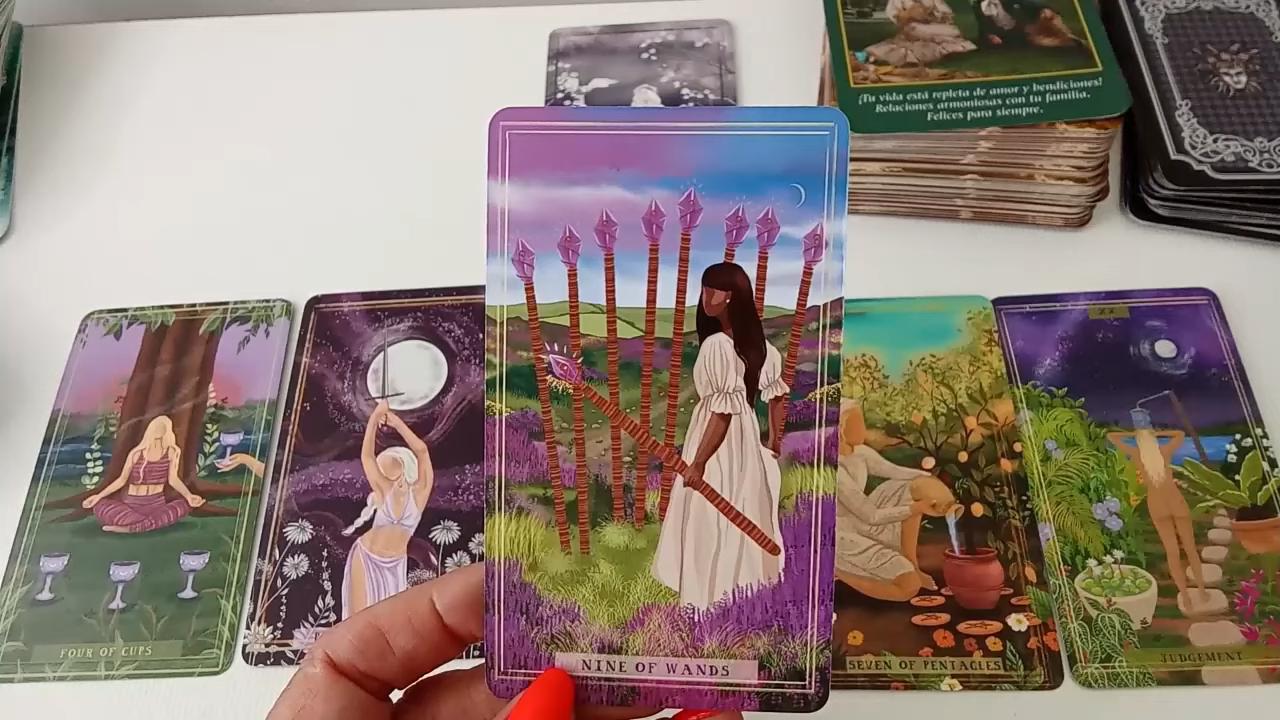 ¡Tu vida está repleta de amor y bendiciones!
Relaciones armoniosas con tu familia.
Felices para siempre.
XX
FOUR OF CUPS
NINE OF WANDS
SEVEN OF PENTACLES
JUDGEMENT